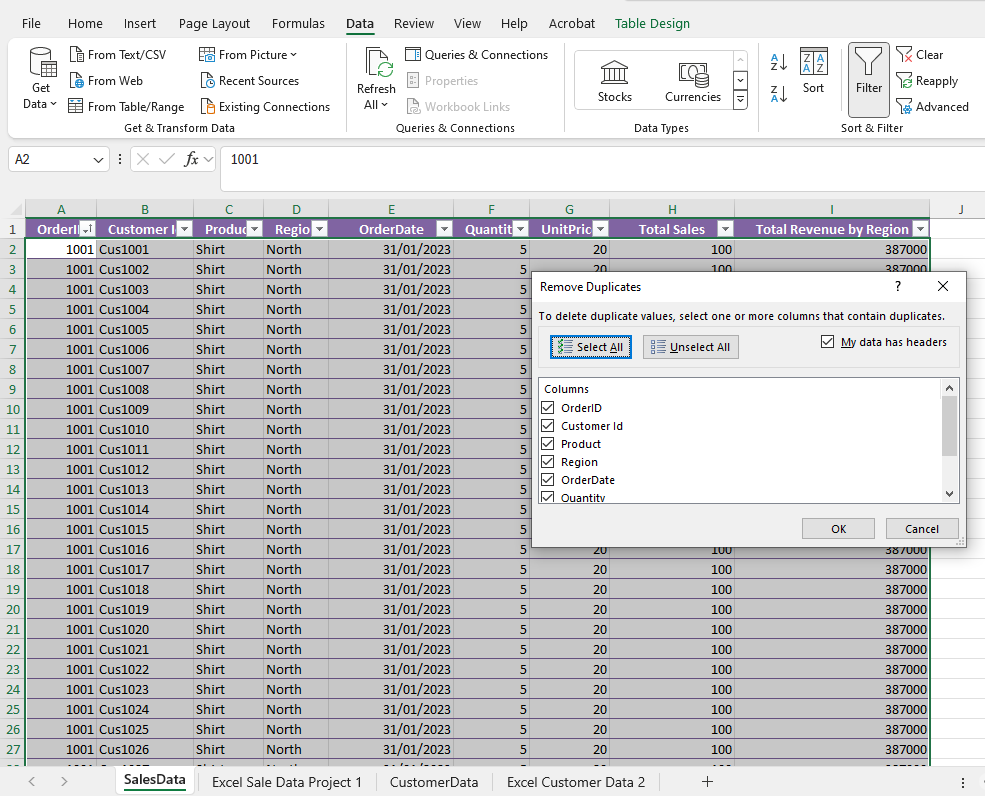 File Home Insert Page Layout Formulas Data Review View Help Acrobat Table Design
Get Data
From Text/CSV
From Web
From Table/Range
From Picture
Recent Sources
Existing Connections
Get & Transform Data
Refresh All
Queries & Connections
Properties
Workbook Links
Queries & Connections
Stocks
Currencies
Data Types
Sort
Filter
Clear
Reapply
Advanced
Sort & Filter
A2 fx 1001
A B C D E F G H I J
1 OrderI Customer I Produc Regio OrderDate Quantit UnitPric Total Sales Total Revenue by Region
2 1001 Cus1001 Shirt North 31/01/2023 5 20 100 387000
3 1001 Cus1002 Shirt North 31/01/2023 5 20 100 387000
4 1001 Cus1003 Shirt North 31/01/2023 5
5 1001 Cus1004 Shirt North 31/01/2023 5
6 1001 Cus1005 Shirt North 31/01/2023 5
7 1001 Cus1006 Shirt North 31/01/2023 5
8 1001 Cus1007 Shirt North 31/01/2023 5
9 1001 Cus1008 Shirt North 31/01/2023 5
10 1001 Cus1009 Shirt North 31/01/2023 5
11 1001 Cus1010 Shirt North 31/01/2023 5
12 1001 Cus1011 Shirt North 31/01/2023 5
13 1001 Cus1012 Shirt North 31/01/2023 5
14 1001 Cus1013 Shirt North 31/01/2023 5
15 1001 Cus1014 Shirt North 31/01/2023 5
16 1001 Cus1015 Shirt North 31/01/2023 5
17 1001 Cus1016 Shirt North 31/01/2023 5 20 100 387000
18 1001 Cus1017 Shirt North 31/01/2023 5 20 100 387000
19 1001 Cus1018 Shirt North 31/01/2023 5 20 100 387000
20 1001 Cus1019 Shirt North 31/01/2023 5 20 100 387000
21 1001 Cus1020 Shirt North 31/01/2023 5 20 100 387000
22 1001 Cus1021 Shirt North 31/01/2023 5 20 100 387000
23 1001 Cus1022 Shirt North 31/01/2023 5 20 100 387000
24 1001 Cus1023 Shirt North 31/01/2023 5 20 100 387000
25 1001 Cus1024 Shirt North 31/01/2023 5 20 100 387000
26 1001 Cus1025 Shirt North 31/01/2023 5 20 100 387000
27 1001 Cus1026 Shirt North 31/01/2023 5 20 100 387000
Remove Duplicates ?
To delete duplicate values, select one or more columns that contain duplicates.
Select All Unselect All My data has headers
Columns
OrderID
Customer Id
Product
Region
OrderDate
Quantity
OK Cancel
SalesData Excel Sale Data Project 1 CustomerData Excel Customer Data 2